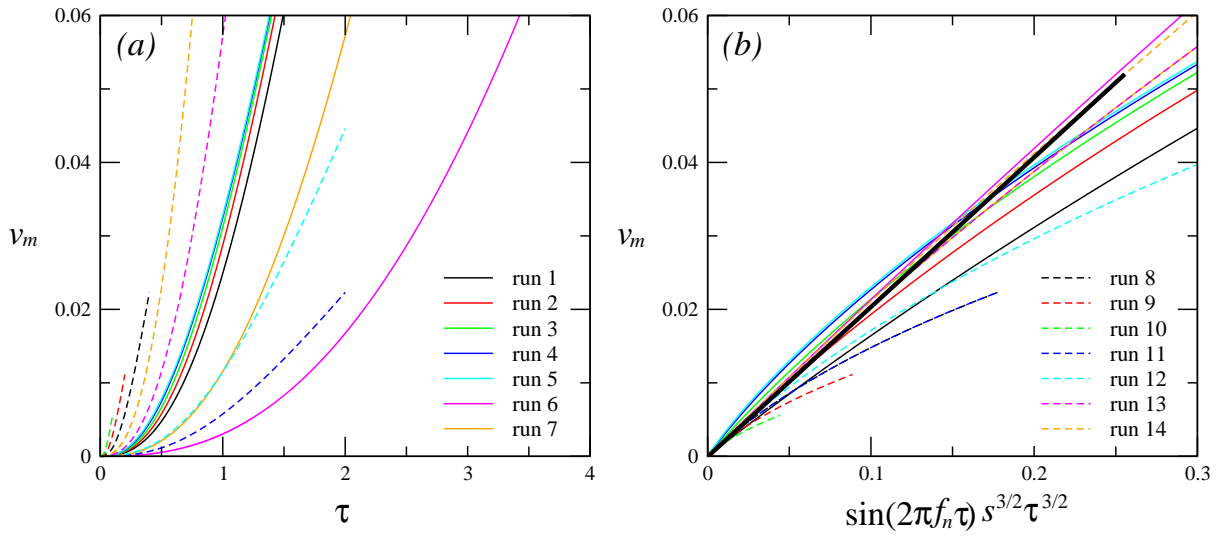 (a)
0.06
0.04
0.02
0
v_m
0
1
2
3
4
τ
run 1
run 2
run 3
run 4
run 5
run 6
run 7
(b)
0.06
0.04
0.02
0
v_m
0
0.1
0.2
0.3
sin(2πf_nτ) s^{3/2}τ^{3/2}
run 8
run 9
run 10
run 11
run 12
run 13
run 14